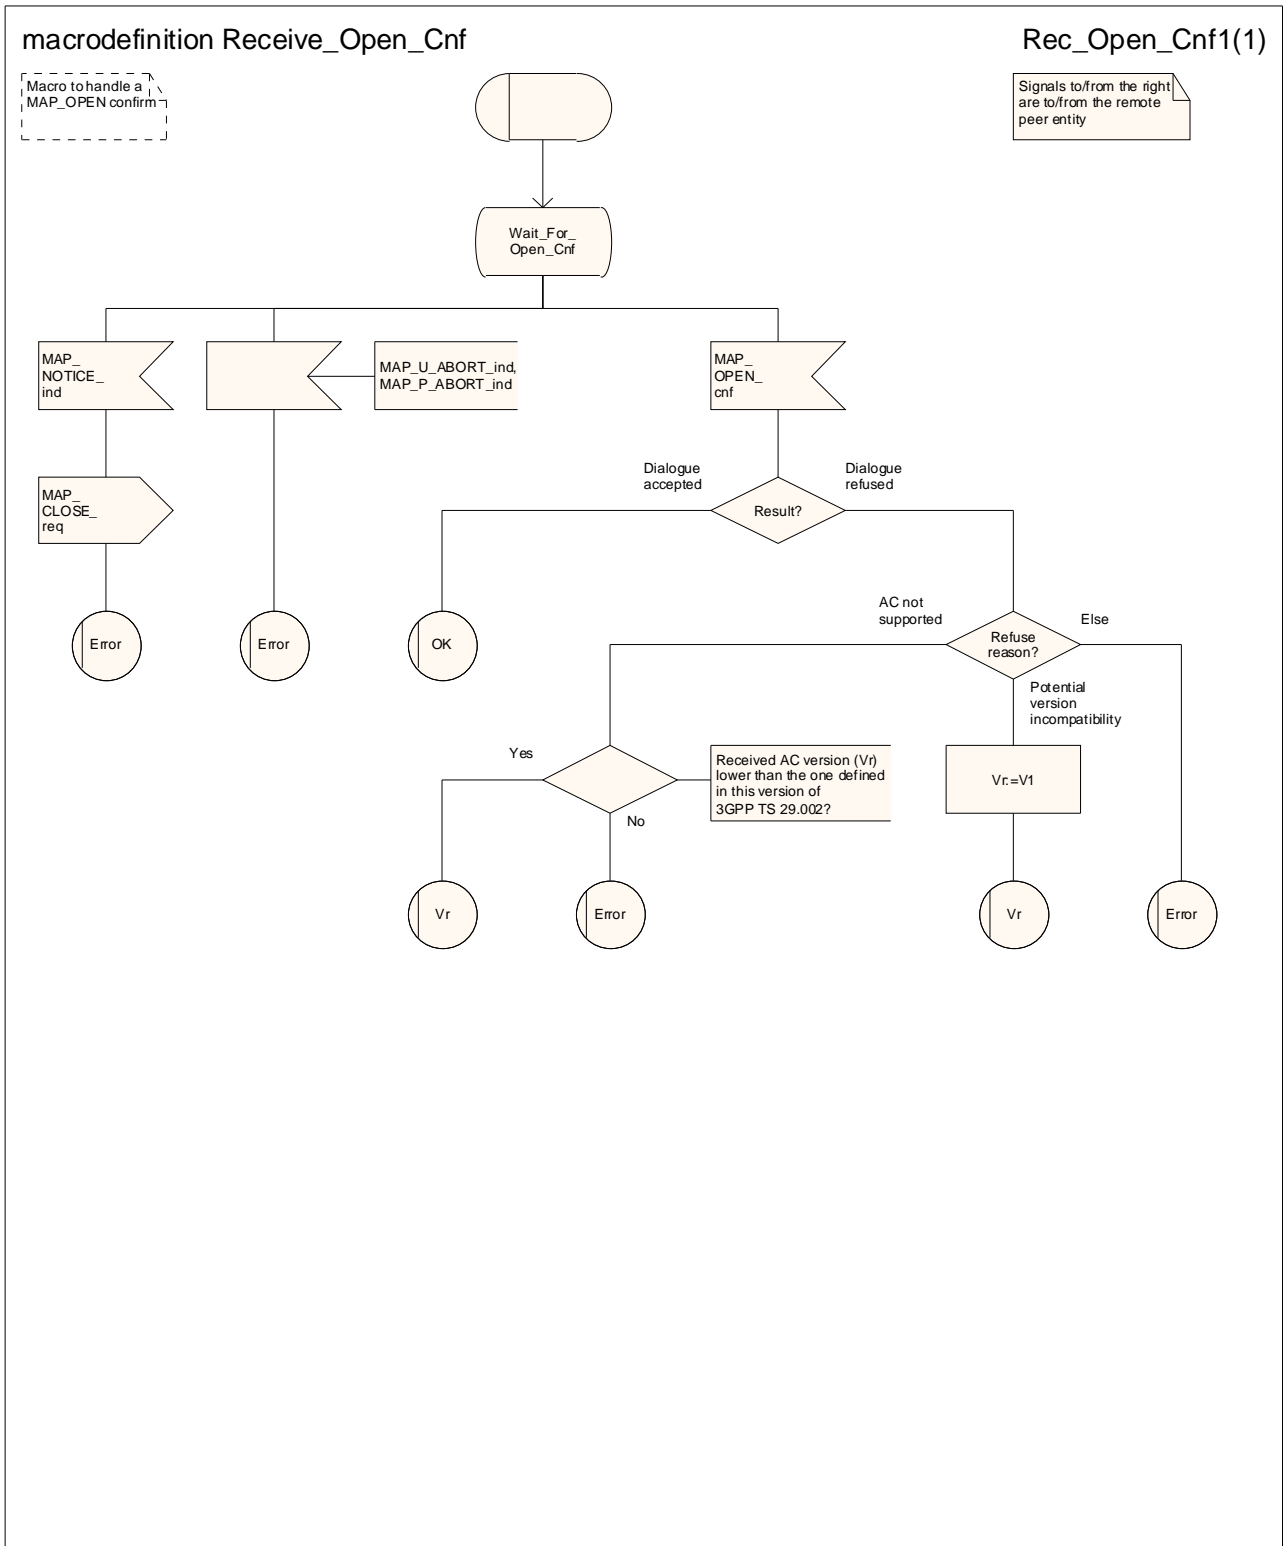 macrodefinition Receive_Open_Cnf
Rec_Open_Cnf1(1)
Macro to handle a
MAP_OPEN confirm
Signals to/from the right
are to/from the remote
peer entity
Wait_For_
Open_Cnf
MAP_
NOTICE_
ind
MAP_U_ABORT_ind,
MAP_P_ABORT_ind
MAP_
OPEN_
cnf
MAP_
CLOSE_
req
Dialogue
accepted
Dialogue
refused
Result?
Error
Error
OK
AC not
supported
Else
Refuse
reason?
Potential
version
incompatibility
Yes
Received AC version (Vr)
lower than the one defined
in this version of
3GPP TS 29.002?
No
Vr:=V1
Vr
Error
Vr
Error